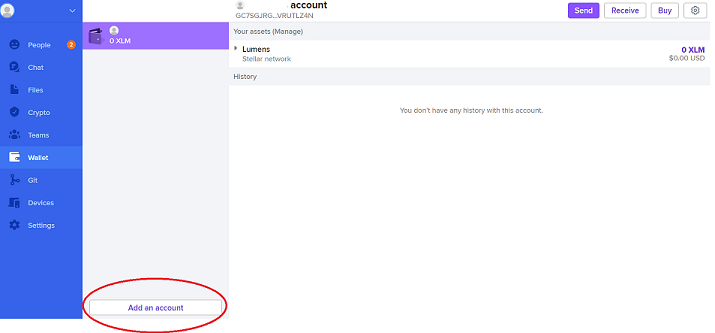 People
2
Chat
Files
Crypto
Teams
Wallet
Git
Devices
Settings
0 XLM
Add an account
account
GC7SGJRG...VRUTLZ4N
Send
Receive
Buy
Your assets (Manage)
Lumens
Stellar network
0 XLM
$0.00 USD
History
You don't have any history with this account.